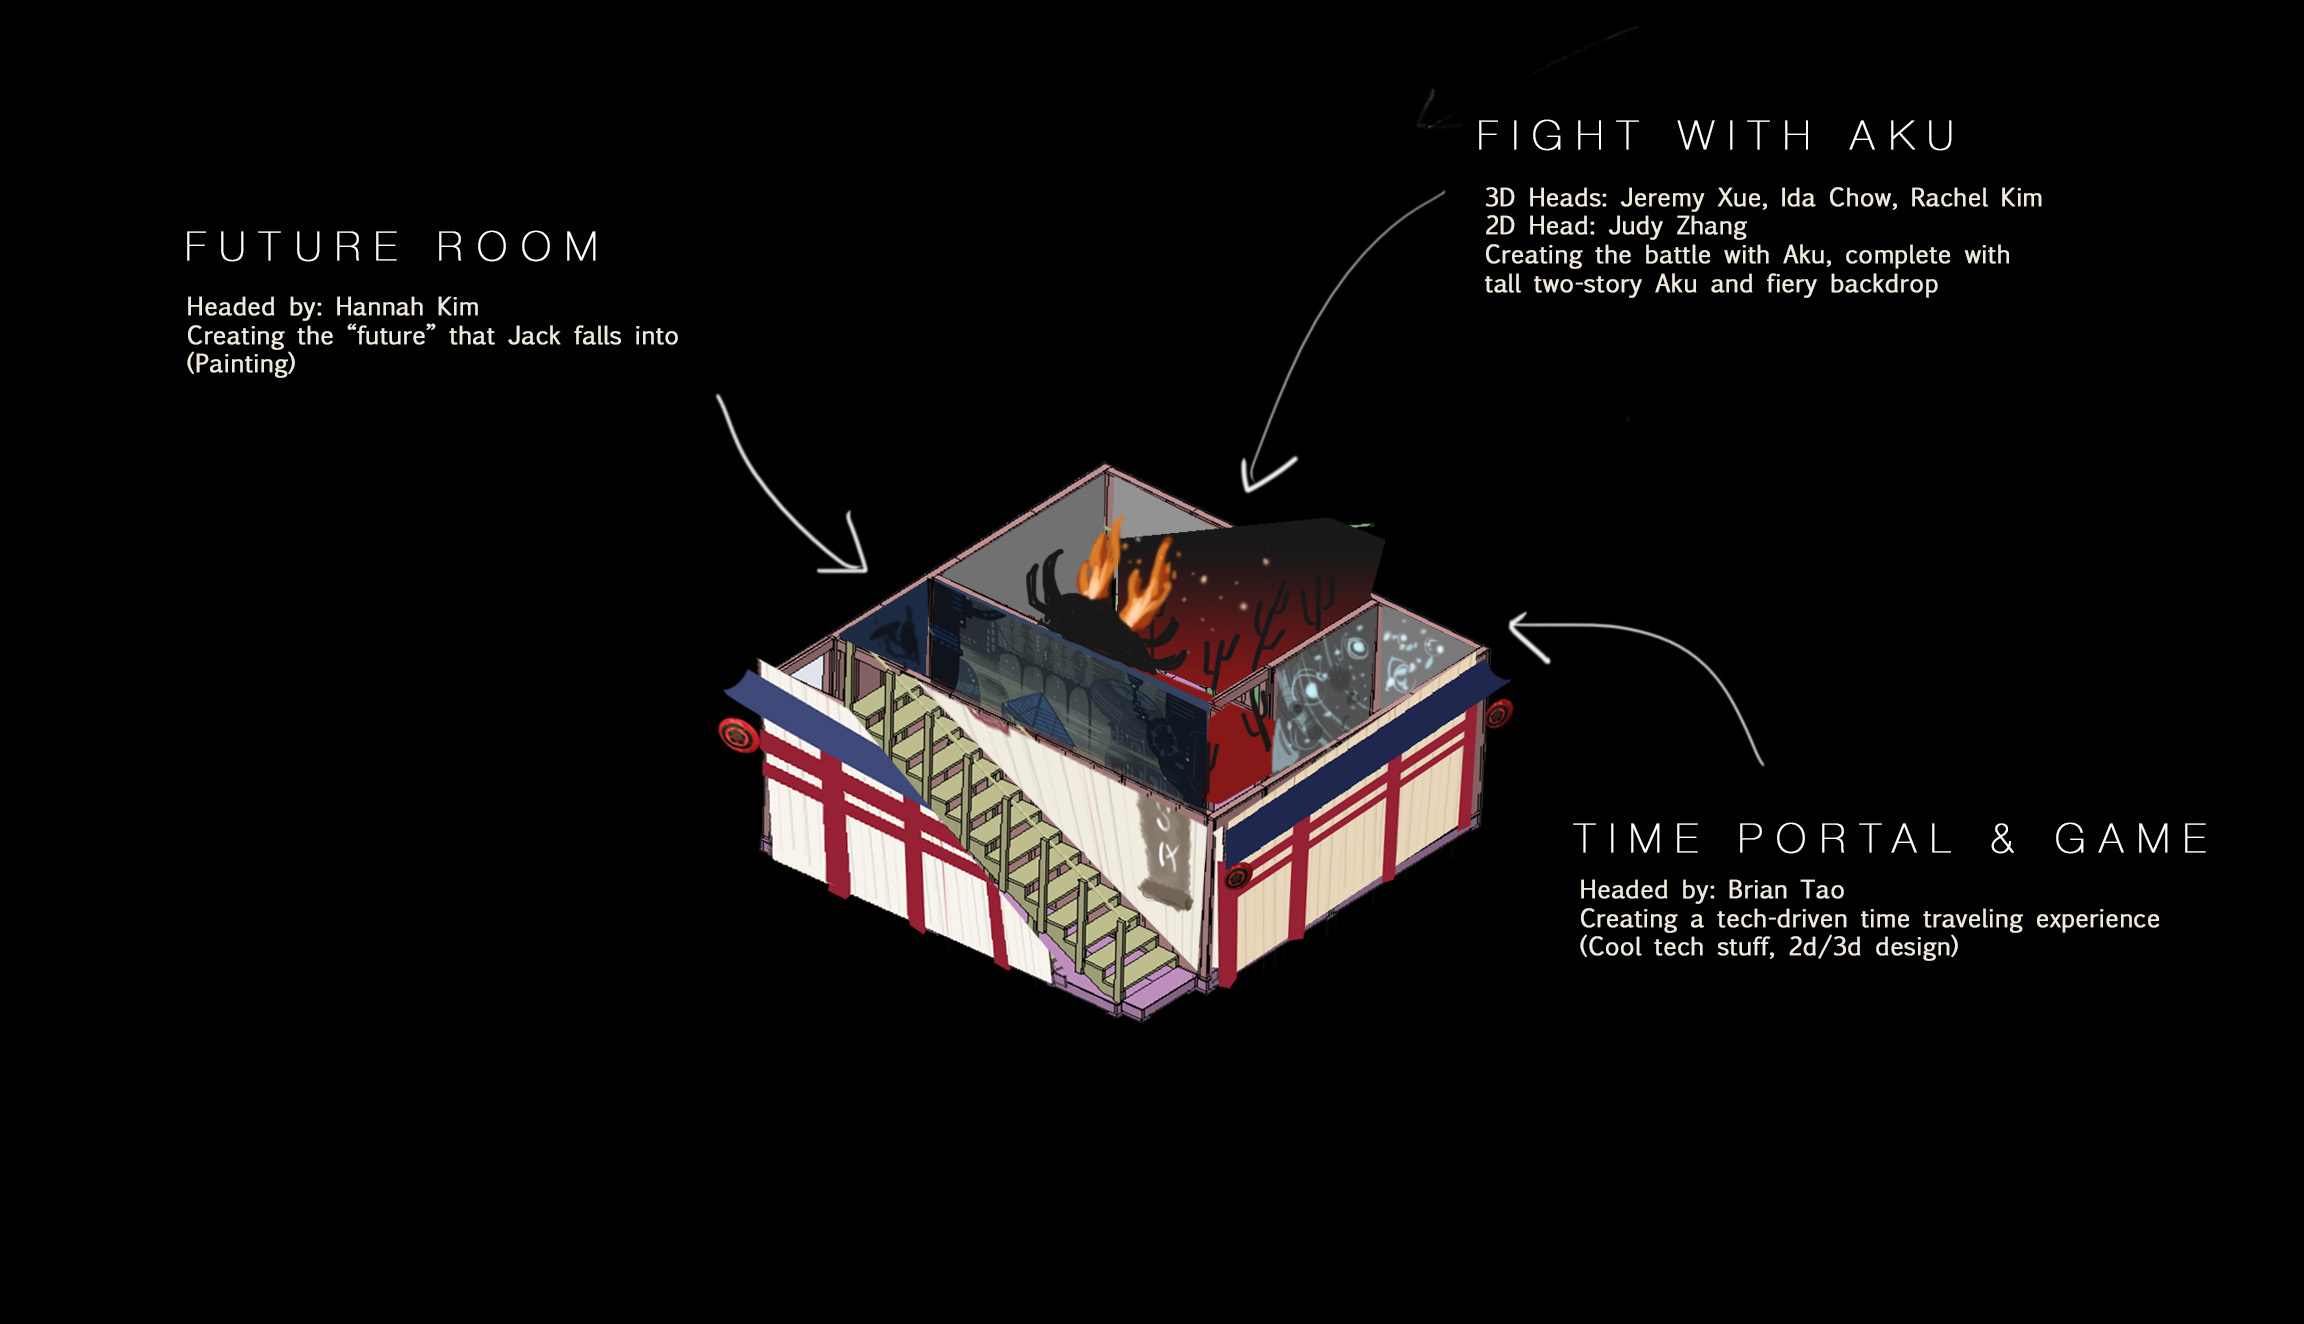 FIGHT WITH AKU
3D Heads: Jeremy Xue, Ida Chow, Rachel Kim
2D Head: Judy Zhang
Creating the battle with Aku, complete with
tall two-story Aku and fiery backdrop
FUTURE ROOM
Headed by: Hannah Kim
Creating the “future” that Jack falls into
(Painting)
TIME PORTAL & GAME
Headed by: Brian Tao
Creating a tech-driven time traveling experience
(Cool tech stuff, 2d/3d design)